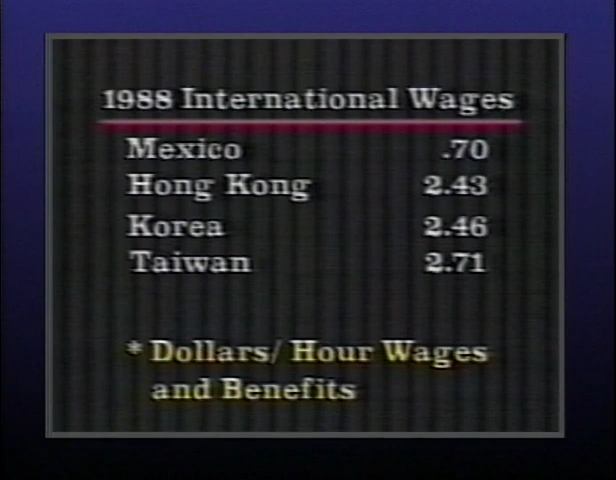 1988 International Wages
Mexico .70
Hong Kong 2.43
Korea 2.46
Taiwan 2.71
* Dollars/ Hour Wages
and Benefits